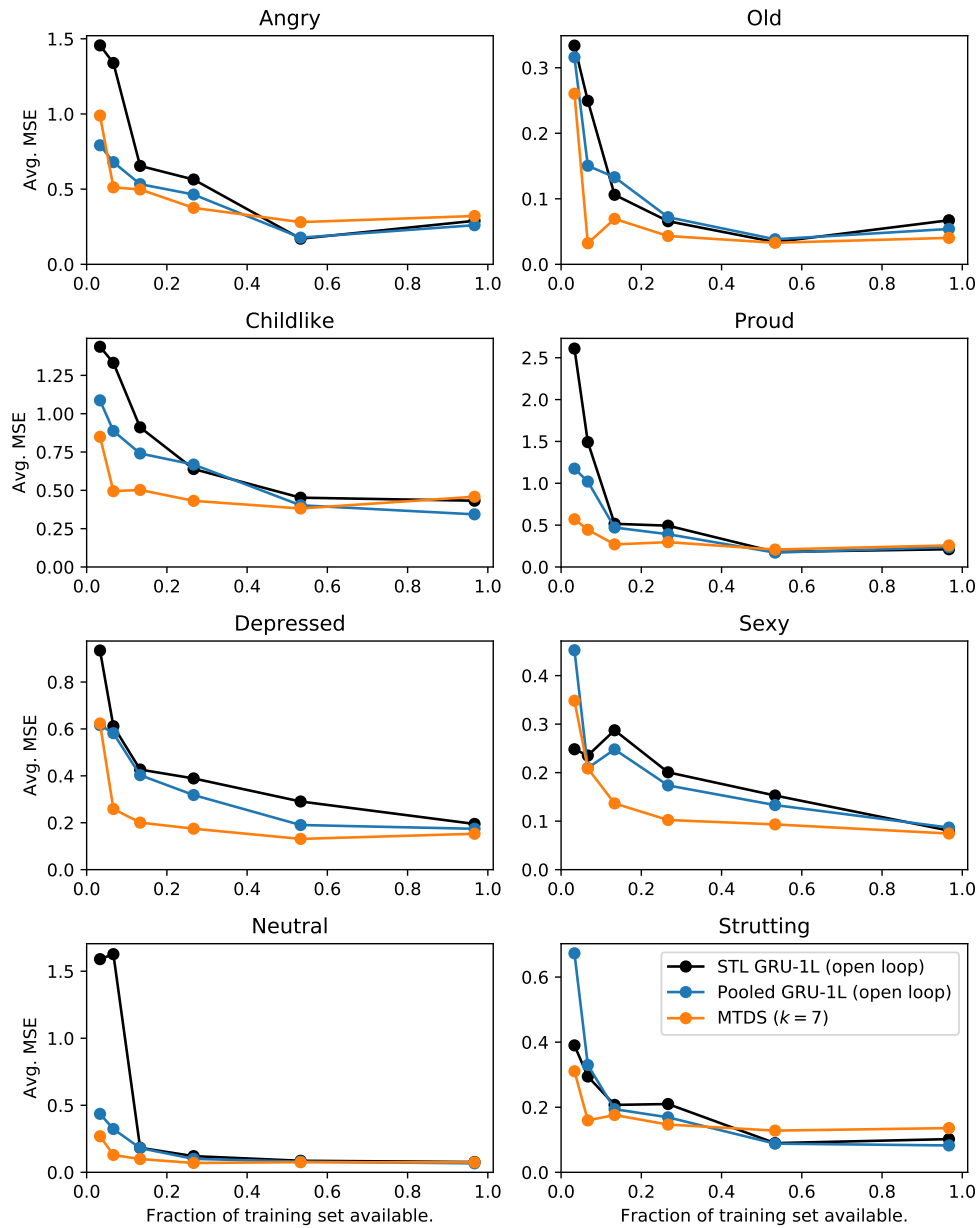 Angry
Avg. MSE
1.5
1.0
0.5
0.0
0.0 0.2 0.4 0.6 0.8 1.0
Old
0.3
0.2
0.1
0.0
0.0 0.2 0.4 0.6 0.8 1.0
Childlike
Avg. MSE
1.25
1.00
0.75
0.50
0.25
0.00
0.0 0.2 0.4 0.6 0.8 1.0
Proud
2.5
2.0
1.5
1.0
0.5
0.0
0.0 0.2 0.4 0.6 0.8 1.0
Depressed
Avg. MSE
0.8
0.6
0.4
0.2
0.0
0.0 0.2 0.4 0.6 0.8 1.0
Sexy
0.4
0.3
0.2
0.1
0.0
0.0 0.2 0.4 0.6 0.8 1.0
Neutral
Avg. MSE
1.5
1.0
0.5
0.0
0.0 0.2 0.4 0.6 0.8 1.0
Fraction of training set available.
Strutting
STL GRU-1L (open loop)
Pooled GRU-1L (open loop)
MTDS (k = 7)
0.6
0.4
0.2
0.0
0.0 0.2 0.4 0.6 0.8 1.0
Fraction of training set available.